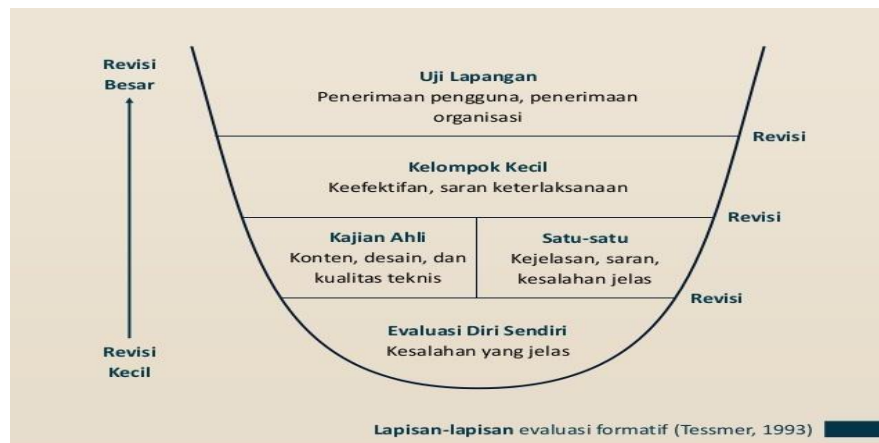 Revisi
Besar
Uji Lapangan
Penerimaan pengguna, penerimaan
organisasi
Revisi
Kelompok Kecil
Keefektifan, saran keterlaksanaan
Revisi
Kajian Ahli
Konten, desain, dan
kualitas teknis
Satu-satu
Kejelasan, saran,
kesalahan jelas
Revisi
Evaluasi Diri Sendiri
Kesalahan yang jelas
Revisi
Kecil
Lapisan-lapisan evaluasi formatif (Tessmer, 1993)